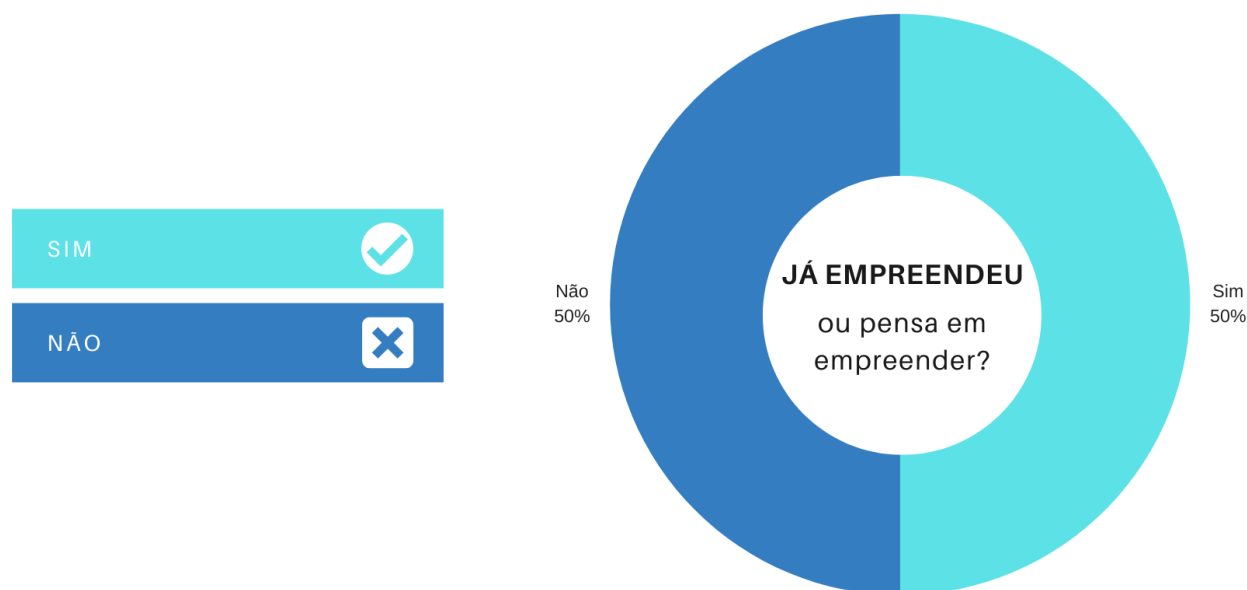 SIM
NÃO
Não
50%
JÁ EMPREENDEU
ou pensa em
empreender?
Sim
50%